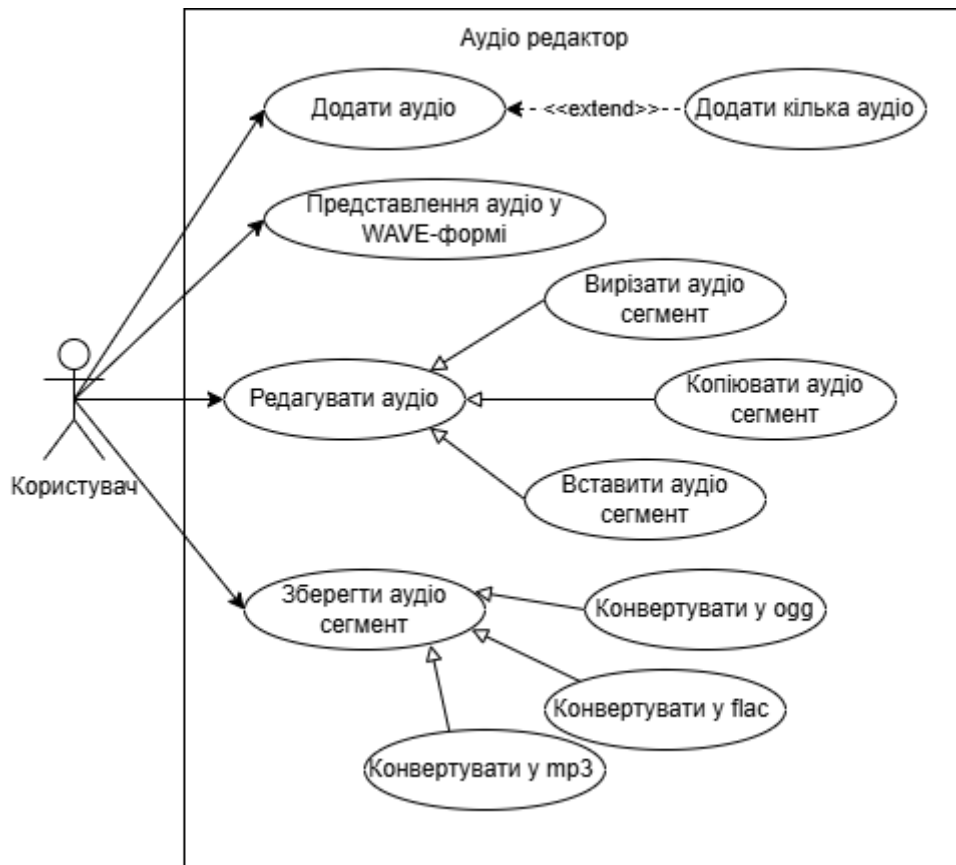 Аудіо редактор
Додати аудіо
<<extend>>
Додати кілька аудіо
Представлення аудіо у
WAVE-формі
Вирізати аудіо
сегмент
Редагувати аудіо
Копіювати аудіо
сегмент
Користувач
Вставити аудіо
сегмент
Зберегти аудіо
сегмент
Конвертувати у ogg
Конвертувати у flac
Конвертувати у mp3